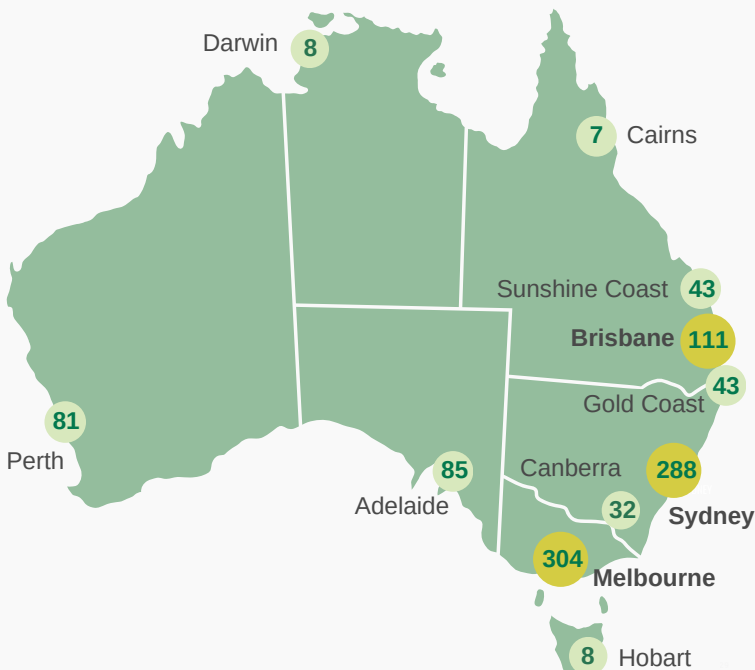 Darwin
8
7
Cairns
Sunshine Coast
43
Brisbane
111
43
Gold Coast
81
Perth
85
Adelaide
Canberra
32
288
Sydney
304
Melbourne
8
Hobart